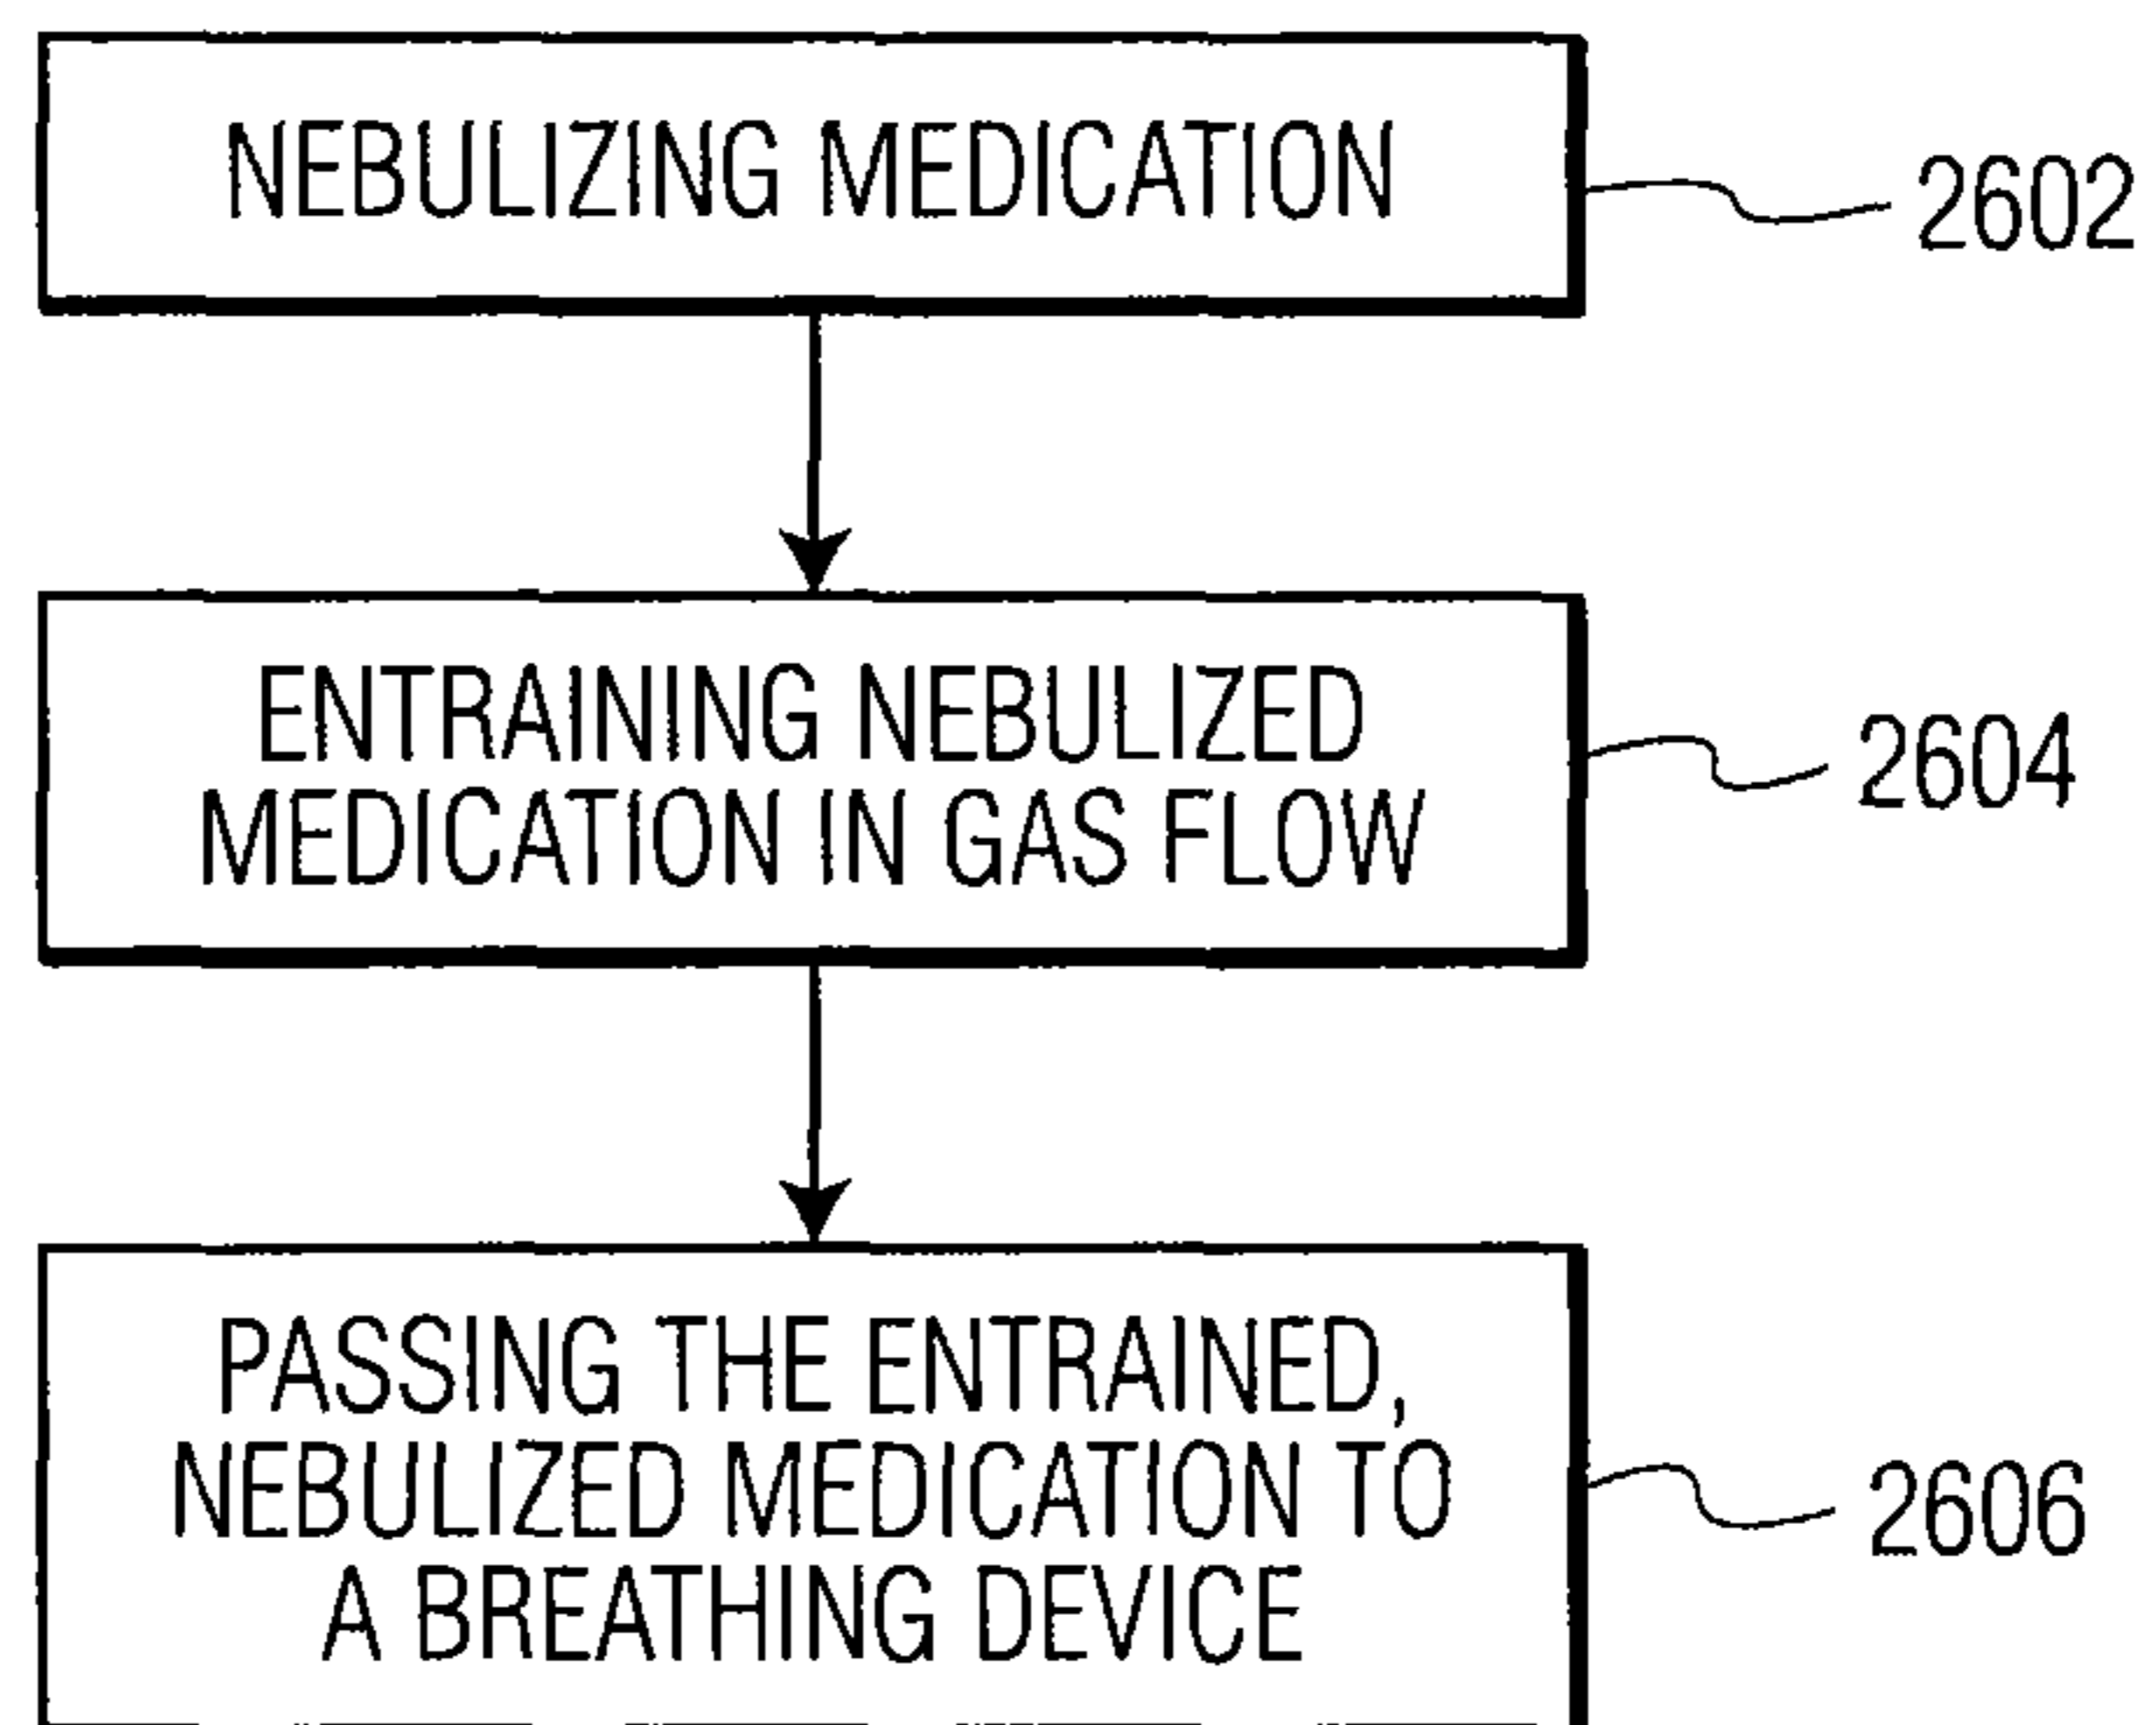 NEBULIZING MEDICATION
2602
ENTRAINING NEBULIZED
MEDICATION IN GAS FLOW
2604
PASSING THE ENTRAINED,
NEBULIZED MEDICATION TO
A BREATHING DEVICE
2606